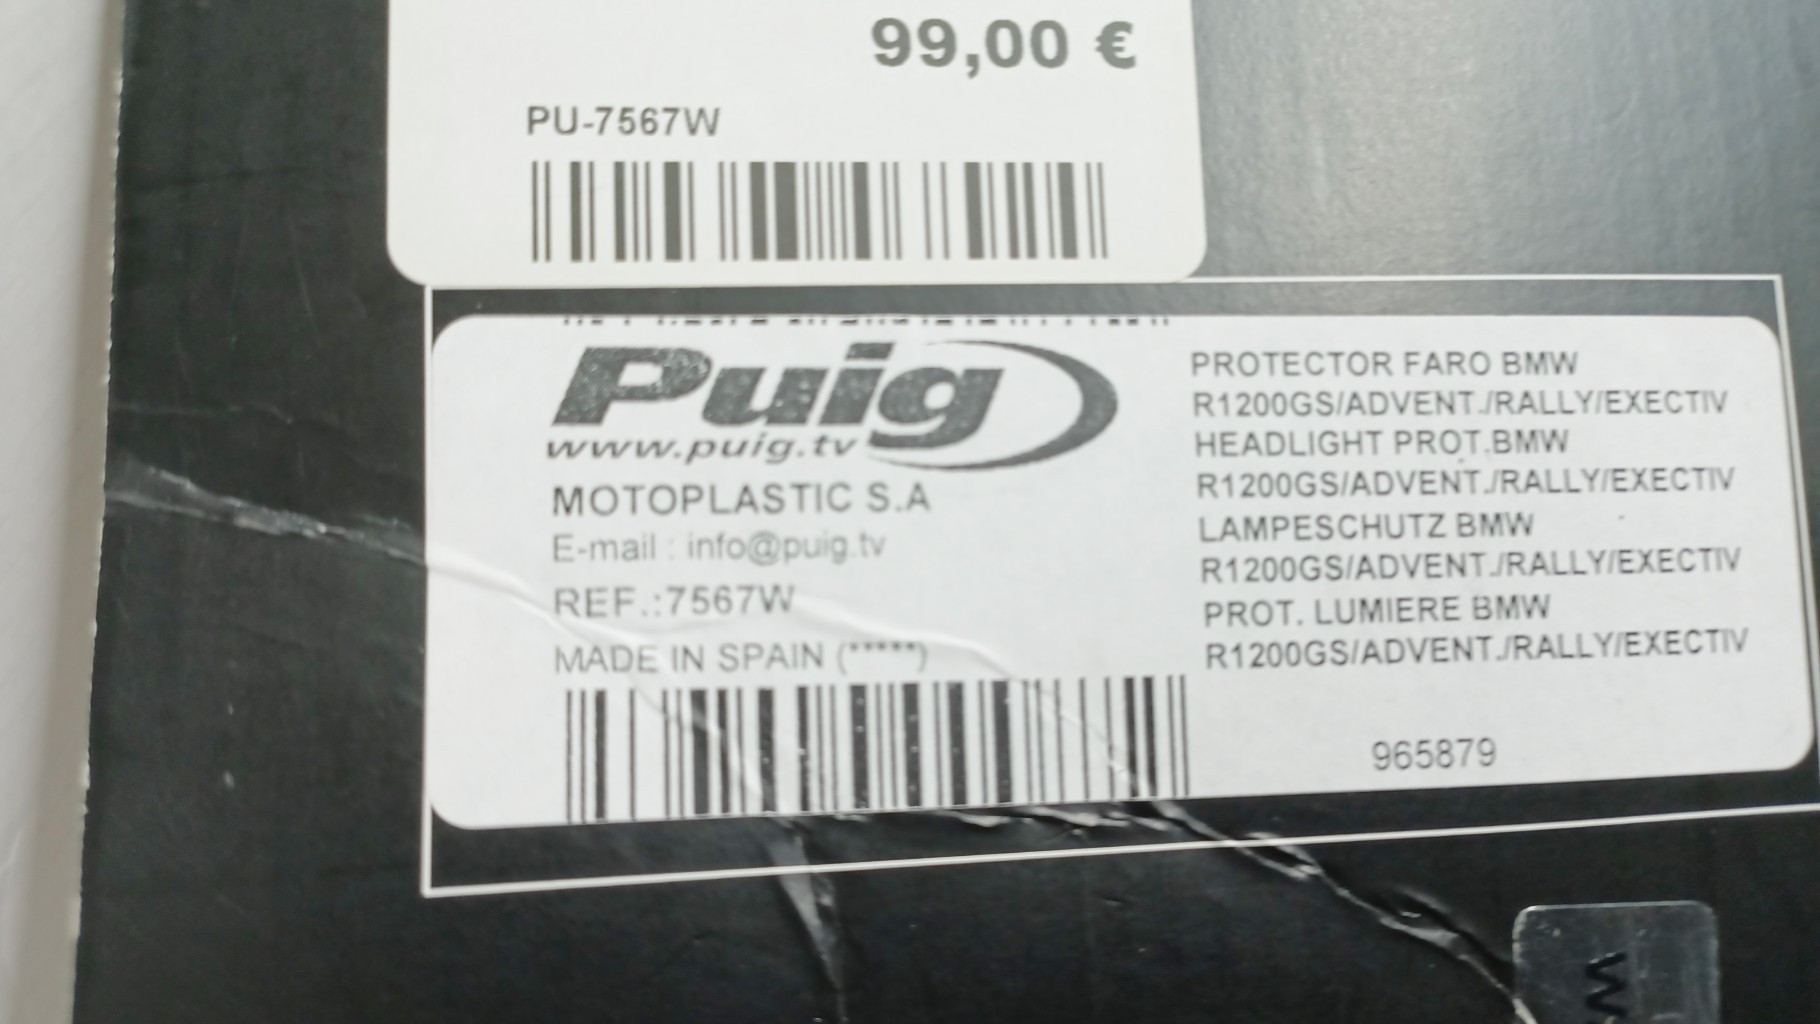 99,00 €
PU-7567W
Puig
www.puig.tv
MOTOPLASTIC S.A
E-mail : info@puig.tv
REF.:7567W
MADE IN SPAIN (*****)
PROTECTOR FARO BMW
R1200GS/ADVENT./RALLY/EXECTIV
HEADLIGHT PROT.BMW
R1200GS/ADVENT./RALLY/EXECTIV
LAMPESCHUTZ BMW
R1200GS/ADVENT./RALLY/EXECTIV
PROT. LUMIERE BMW
R1200GS/ADVENT./RALLY/EXECTIV
965879